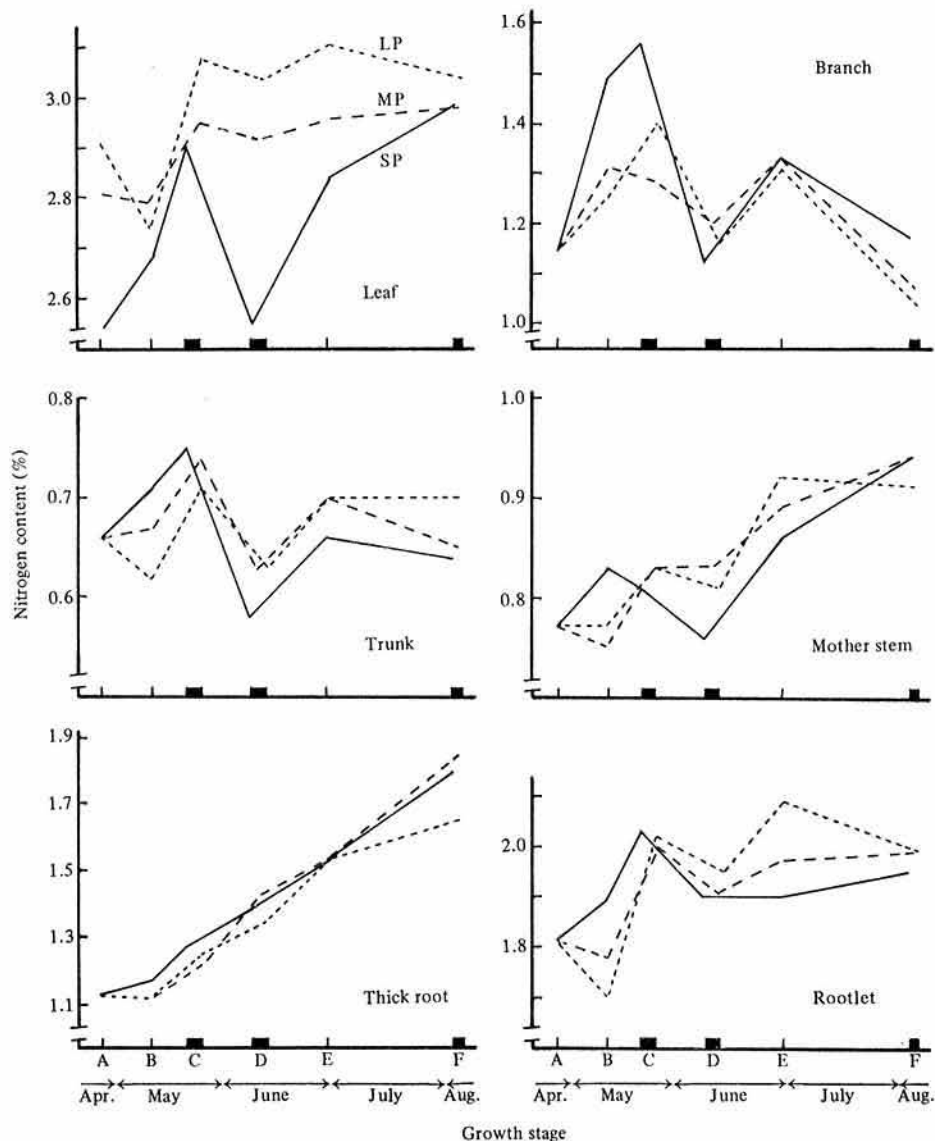 3.0
2.8
2.6
LP
MP
SP
Leaf
1.6
1.4
1.2
1.0
Branch
Nitrogen content (%)
0.8
0.7
0.6
Trunk
1.0
0.9
0.8
Mother stem
1.9
1.7
1.5
1.3
1.1
Thick root
A B C D E F
Apr. May June July Aug.
2.0
1.8
Rootlet
A B C D E F
Apr. May June July Aug.
Growth stage